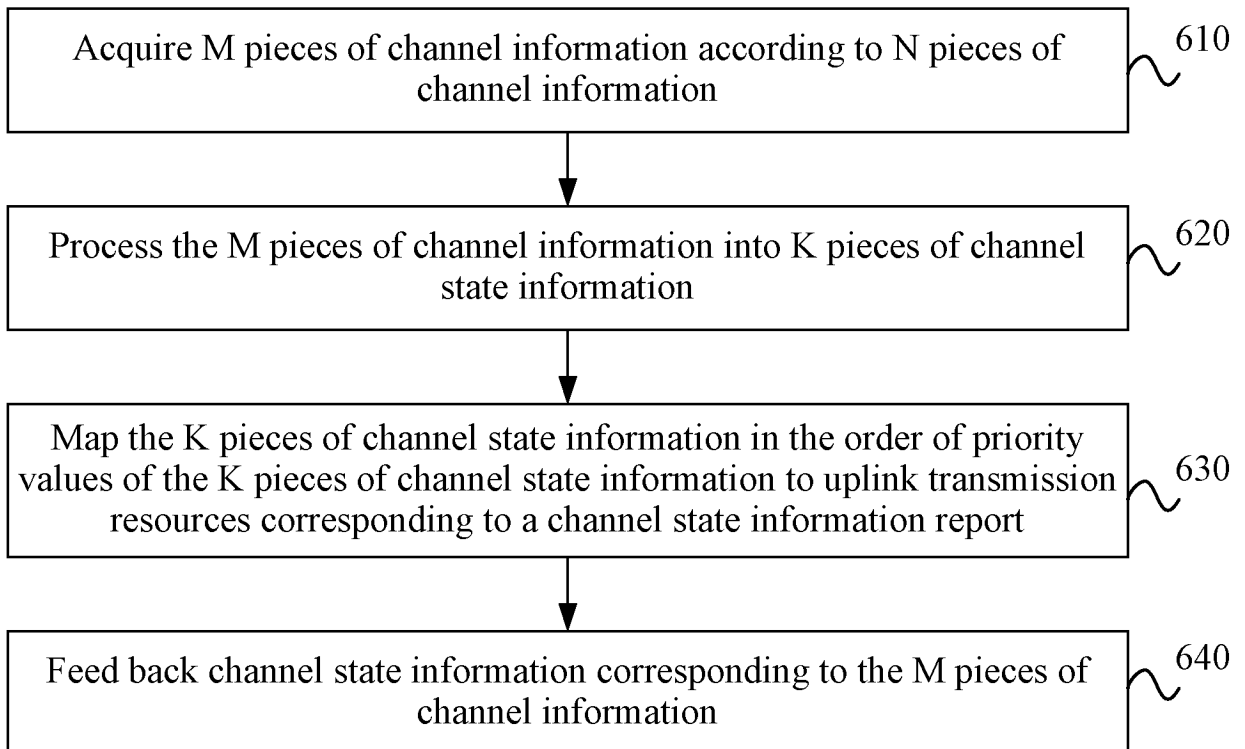 Acquire M pieces of channel information according to N pieces of
channel information
610
Process the M pieces of channel information into K pieces of channel
state information
620
Map the K pieces of channel state information in the order of priority
values of the K pieces of channel state information to uplink transmission
resources corresponding to a channel state information report
630
Feed back channel state information corresponding to the M pieces of
channel information
640